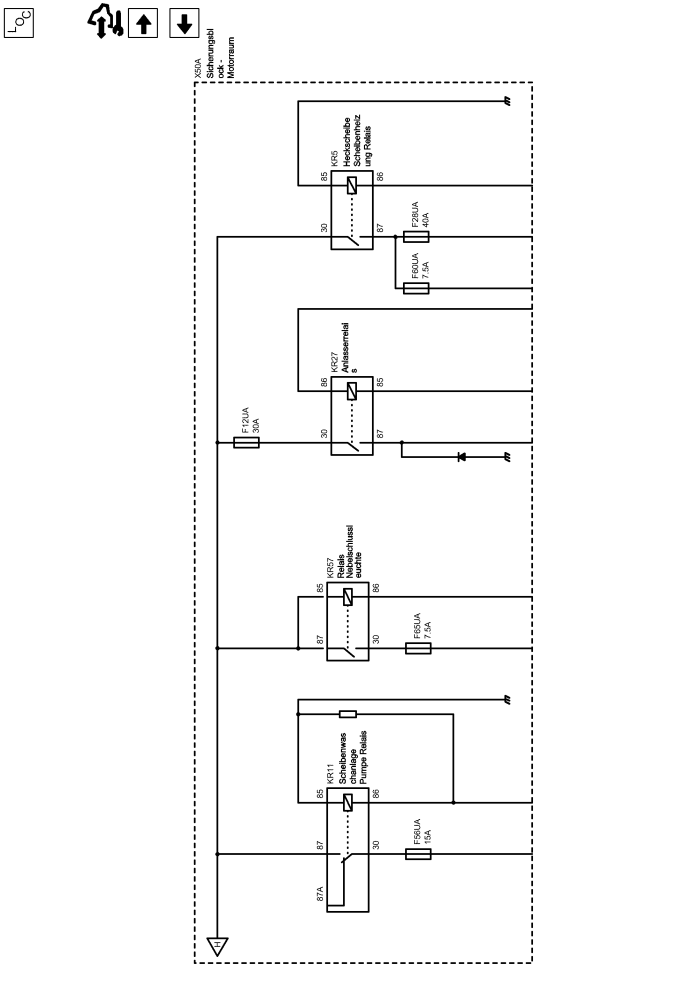 LOC
X50A
Sicherungsbl
ock -
Motorraum
KR5
Heckscheibe
Scheibenheiz
ung Relais
85
86
30
87
F28UA
40A
F60UA
7.5A
KR27
Anlasserrelai
s
86
85
30
87
F12UA
30A
KR57
Relais
Nebelschlussl
euchte
85
86
87
30
F65UA
7.5A
KR11
Scheibenwas
chanlage
Pumpe Relais
85
86
87
30
87A
F56UA
15A
H